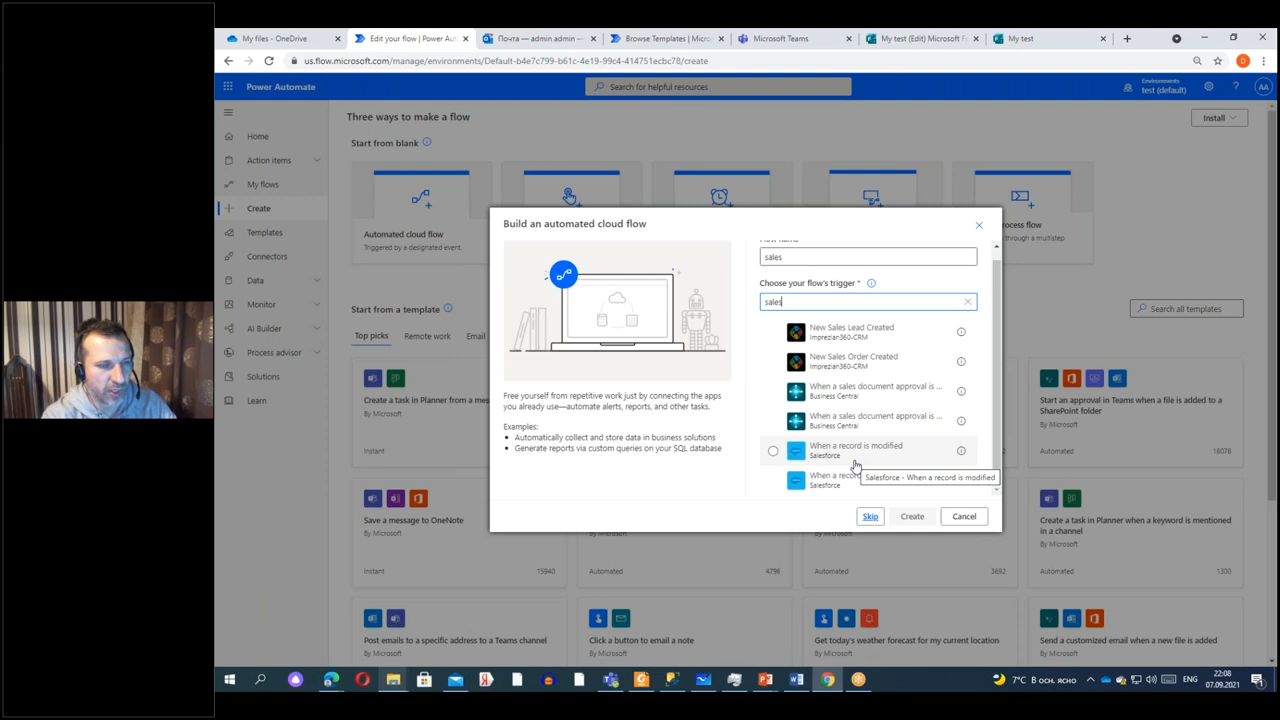 My files - OneDrive
Edit your flow | Power Au
Почта — admin admin —
Browse Templates | Micros
Microsoft Teams
My test (Edit) Microsoft F
My test
us.flow.microsoft.com/manage/environments/Default-b4e7c799-b61c-4e19-99c4-414751ecbc78/create
Power Automate
Search for helpful resources
Environments
test (default)
AA
Home
Action items
My flows
Create
Templates
Connectors
Data
Monitor
AI Builder
Process advisor
Solutions
Learn
Three ways to make a flow
Install
Start from blank
Automated cloud flow
Triggered by a designated event.
rocess flow
through a multistep
Start from a template
Search all templates
Top picks
Remote work
Email
Create a task in Planner from a mes
By Microsoft
Instant
Start an approval in Teams when a file is added to a
SharePoint folder
By Microsoft
Automated
18076
Save a message to OneNote
By Microsoft
Instant
15940
Automated
4796
Automated
3692
Create a task in Planner when a keyword is mentioned
in a channel
By Microsoft
Automated
1300
Post emails to a specific address to a Teams channel
By Microsoft
Click a button to email a note
By Microsoft
Get today's weather forecast for my current location
By Microsoft
Send a customized email when a new file is added
By Microsoft
Build an automated cloud flow
Free yourself from repetitive work just by connecting the apps
you already use—automate alerts, reports, and other tasks.
Examples:
• Automatically collect and store data in business solutions
• Generate reports via custom queries on your SQL database
Flow name
sales
Choose your flow's trigger *
sales
New Sales Lead Created
Imprezian360-CRM
New Sales Order Created
Imprezian360-CRM
When a sales document approval is ...
Business Central
When a sales document approval is ...
Business Central
When a record is modified
Salesforce
Salesforce - When a record is modified
When a reco
Salesforce
Skip
Create
Cancel
7°C В осн. ясно
ENG
22:08
07.09.2021